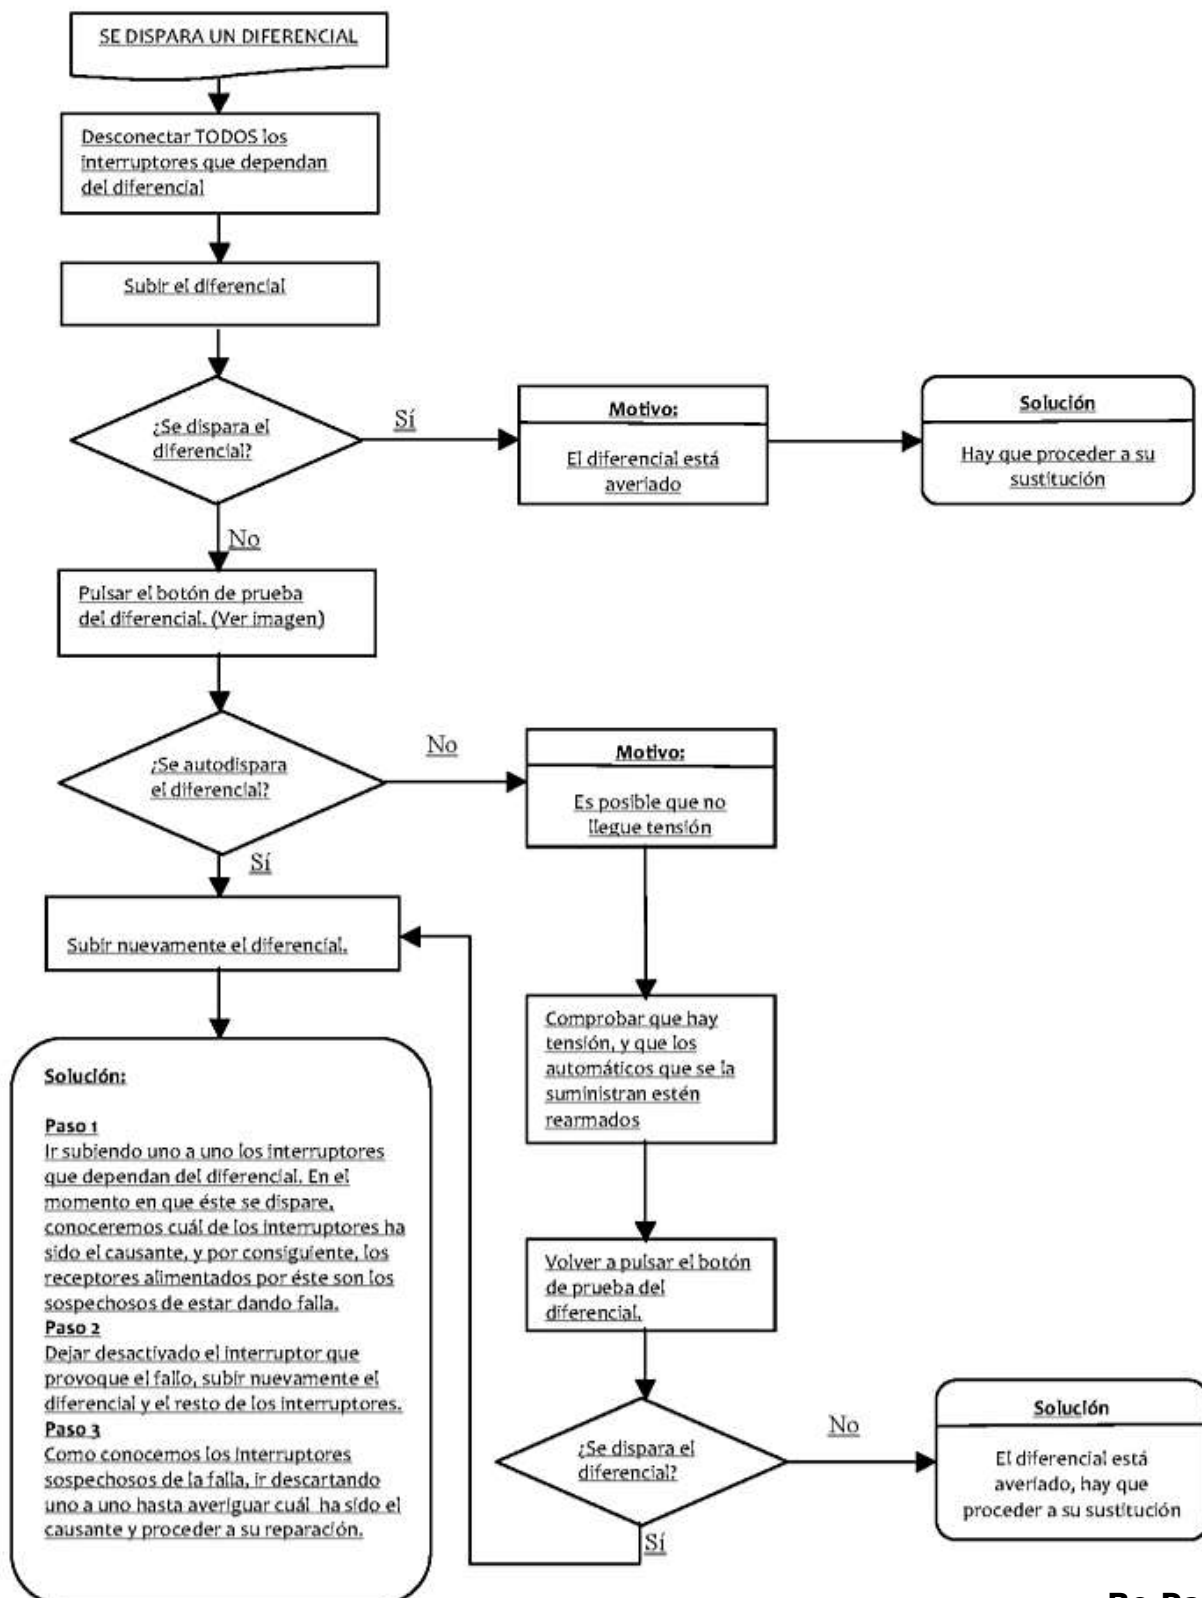 SE DISPARA UN DIFERENCIAL
Desconectar TODOS los
interruptores que dependan
del diferencial
Subir el diferencial
¿Se dispara el
diferencial?
Sí
Motivo:
El diferencial está
averiado
Solución
Hay que proceder a su
sustitución
No
Pulsar el botón de prueba
del diferencial. (Ver imagen)
¿Se autodispara
el diferencial?
No
Motivo:
Es posible que no
llegue tensión
Sí
Subir nuevamente el diferencial.
Comprobar que hay
tensión, y que los
automáticos que se la
suministran estén
rearmados
Volver a pulsar el botón
de prueba del
diferencial.
¿Se dispara el
diferencial?
No
Solución
El diferencial está
averiado, hay que
proceder a su sustitución
Sí
Solución:
Paso 1
Ir subiendo uno a uno los interruptores
que dependan del diferencial. En el
momento en que éste se dispare,
conoceremos cuál de los interruptores ha
sido el causante, y por consiguiente, los
receptores alimentados por éste son los
sospechosos de estar dando falla.
Paso 2
Dejar desactivado el interruptor que
provoque el fallo, subir nuevamente el
diferencial y el resto de los interruptores.
Paso 3
Como conocemos los interruptores
sospechosos de la falla, ir descartando
uno a uno hasta averiguar cuál ha sido el
causante y proceder a su reparación.